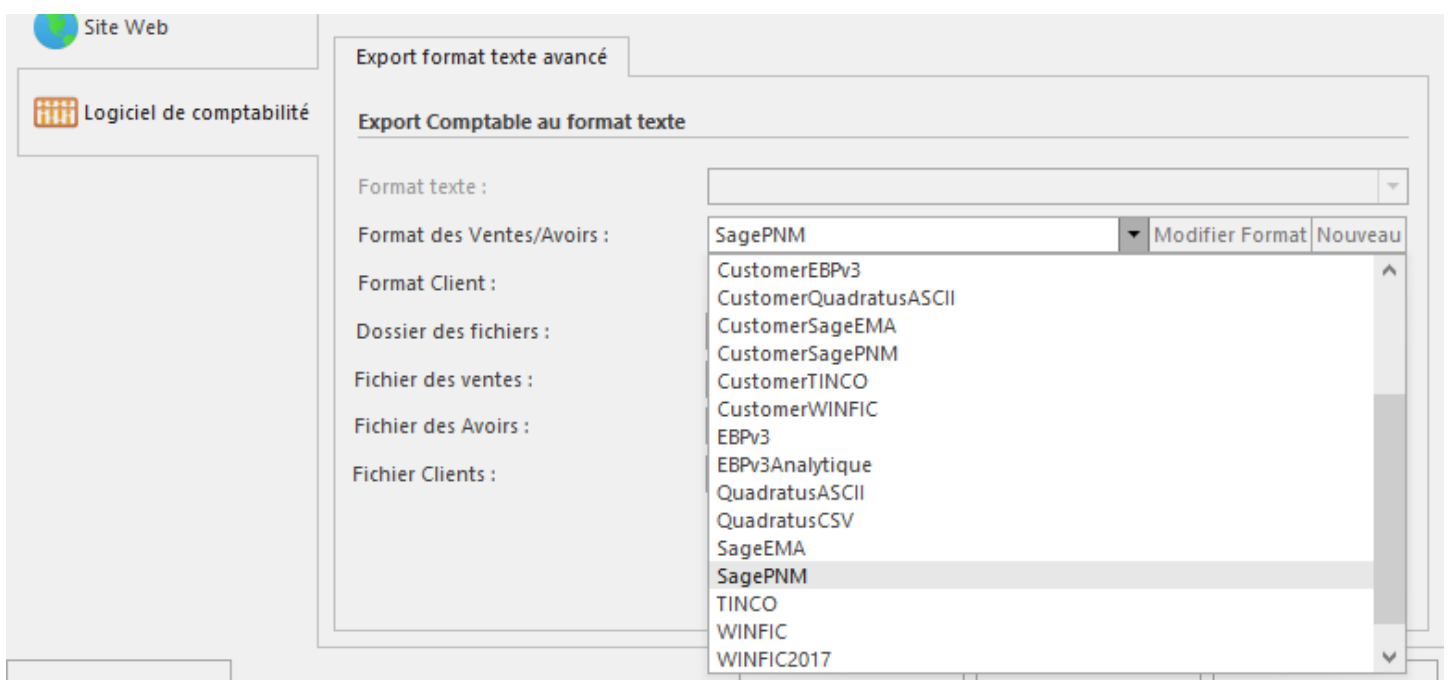 Site Web
Logiciel de comptabilité
Export format texte avancé
Export Comptable au format texte
Format texte :
Format des Ventes/Avoirs : SagePNM Modifier Format Nouveau
Format Client :
Dossier des fichiers :
Fichier des ventes :
Fichier des Avoirs :
Fichier Clients :
CustomerEBPv3
CustomerQuadratusASCII
CustomerSageEMA
CustomerSagePNM
CustomerTINCO
CustomerWINFIC
EBPv3
EBPv3Analytique
QuadratusASCII
QuadratusCSV
SageEMA
SagePNM
TINCO
WINFIC
WINFIC2017